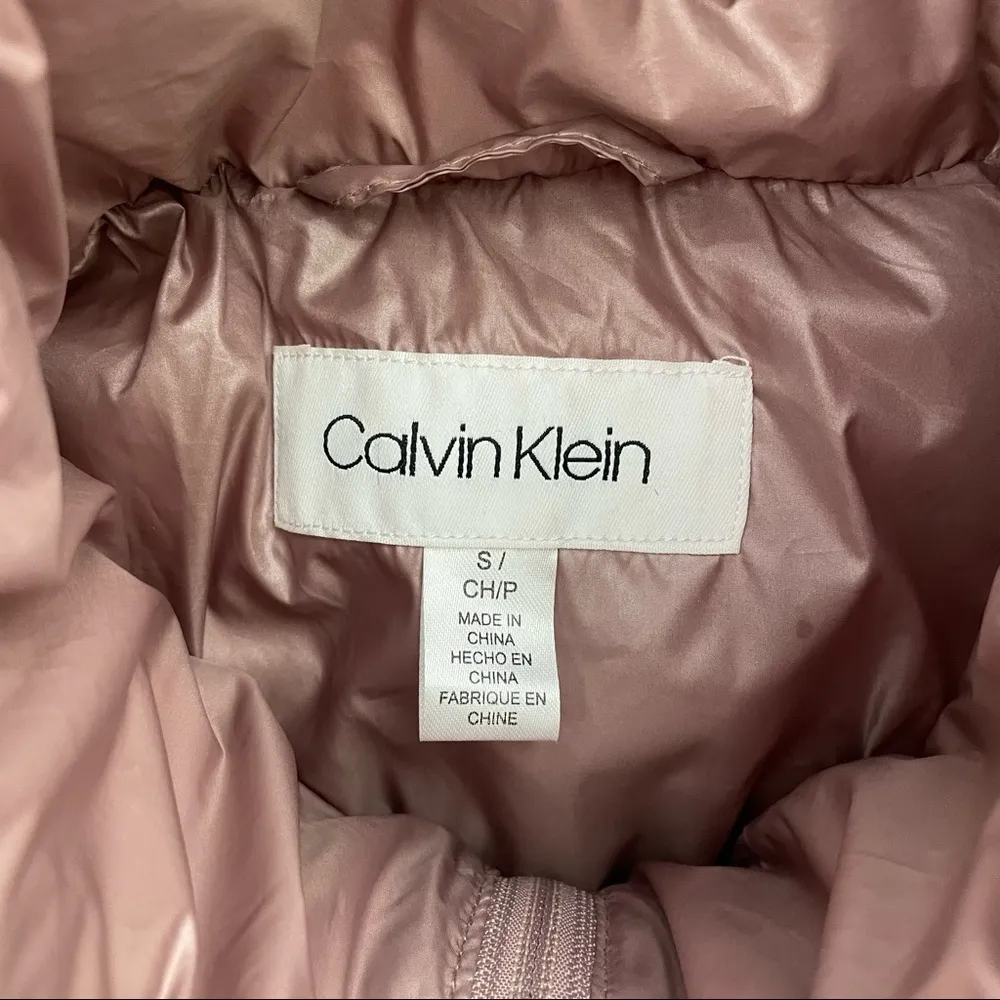 Calvin Klein
S /
CH/P
MADE IN
CHINA
HECHO EN
CHINA
FABRIQUE EN
CHINE